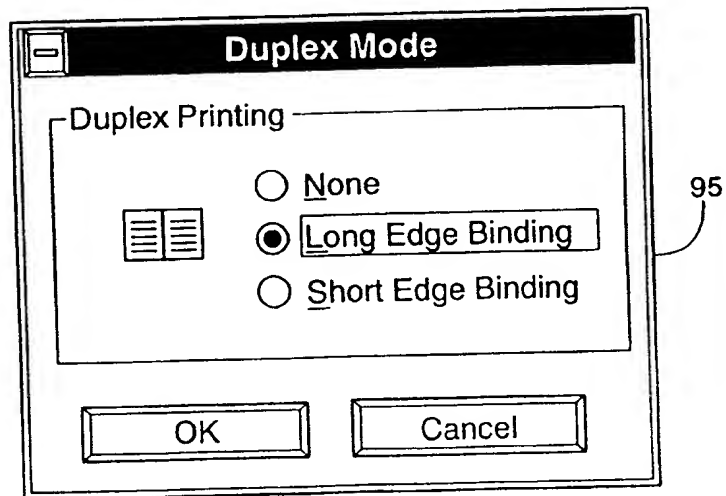 Duplex Mode
Duplex Printing
None
95
Long Edge Binding
Short Edge Binding
OK Cancel